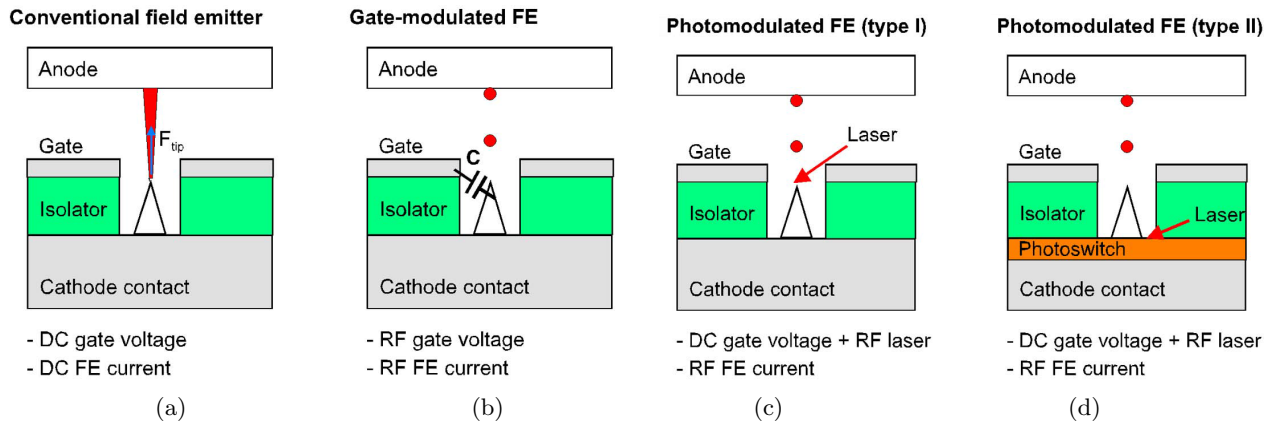 Conventional field emitter
Anode
Gate
F_tip
Isolator
Cathode contact
- DC gate voltage
- DC FE current
(a)
Gate-modulated FE
Anode
Gate
C
Isolator
Cathode contact
- RF gate voltage
- RF FE current
(b)
Photomodulated FE (type I)
Anode
Laser
Gate
Isolator
Cathode contact
- DC gate voltage + RF laser
- RF FE current
(c)
Photomodulated FE (type II)
Anode
Gate
Isolator
Laser
Photoswitch
Cathode contact
- DC gate voltage + RF laser
- RF FE current
(d)